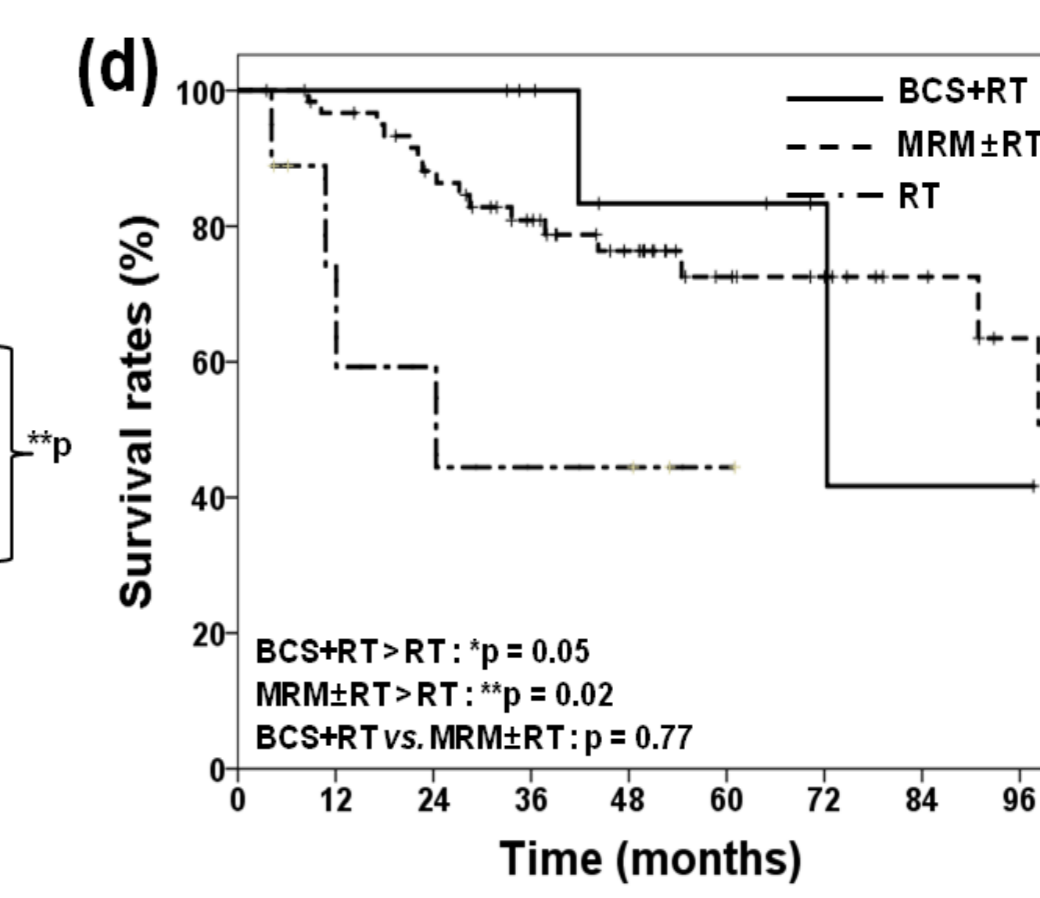 (d)
100
80
60
40
20
0
Survival rates (%)
**p
BCS+RT
MRM±RT
RT
BCS+RT > RT : *p = 0.05
MRM±RT > RT : **p = 0.02
BCS+RT vs. MRM±RT : p = 0.77
0 12 24 36 48 60 72 84 96
Time (months)